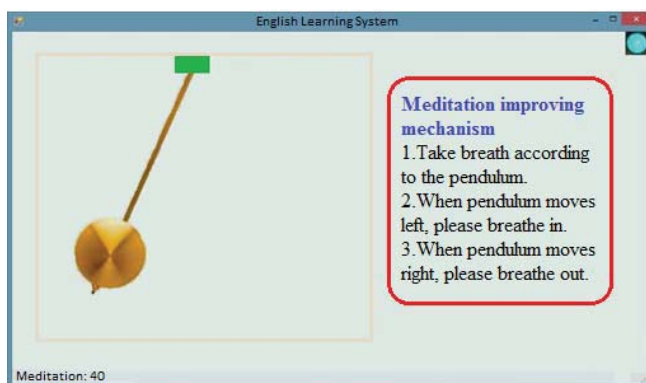 English Learning System
Meditation improving
mechanism
1.Take breath according
to the pendulum.
2.When pendulum moves
left, please breathe in.
3.When pendulum moves
right, please breathe out.
Meditation: 40